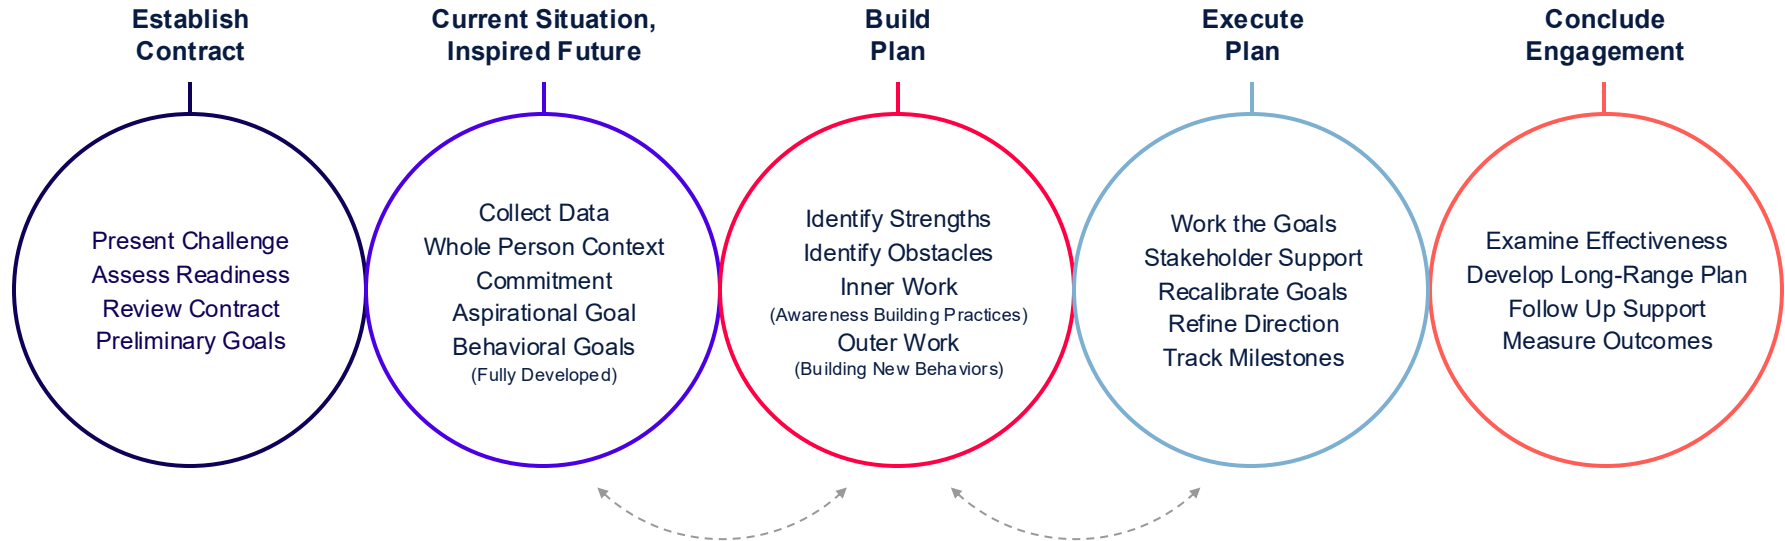 Establish
Contract
Current Situation,
Inspired Future
Build
Plan
Execute
Plan
Conclude
Engagement
Present Challenge
Assess Readiness
Review Contract
Preliminary Goals
Collect Data
Whole Person Context
Commitment
Aspirational Goal
Behavioral Goals
(Fully Developed)
Identify Strengths
Identify Obstacles
Inner Work
(Awareness Building Practices)
Outer Work
(Building New Behaviors)
Work the Goals
Stakeholder Support
Recalibrate Goals
Refine Direction
Track Milestones
Examine Effectiveness
Develop Long-Range Plan
Follow Up Support
Measure Outcomes